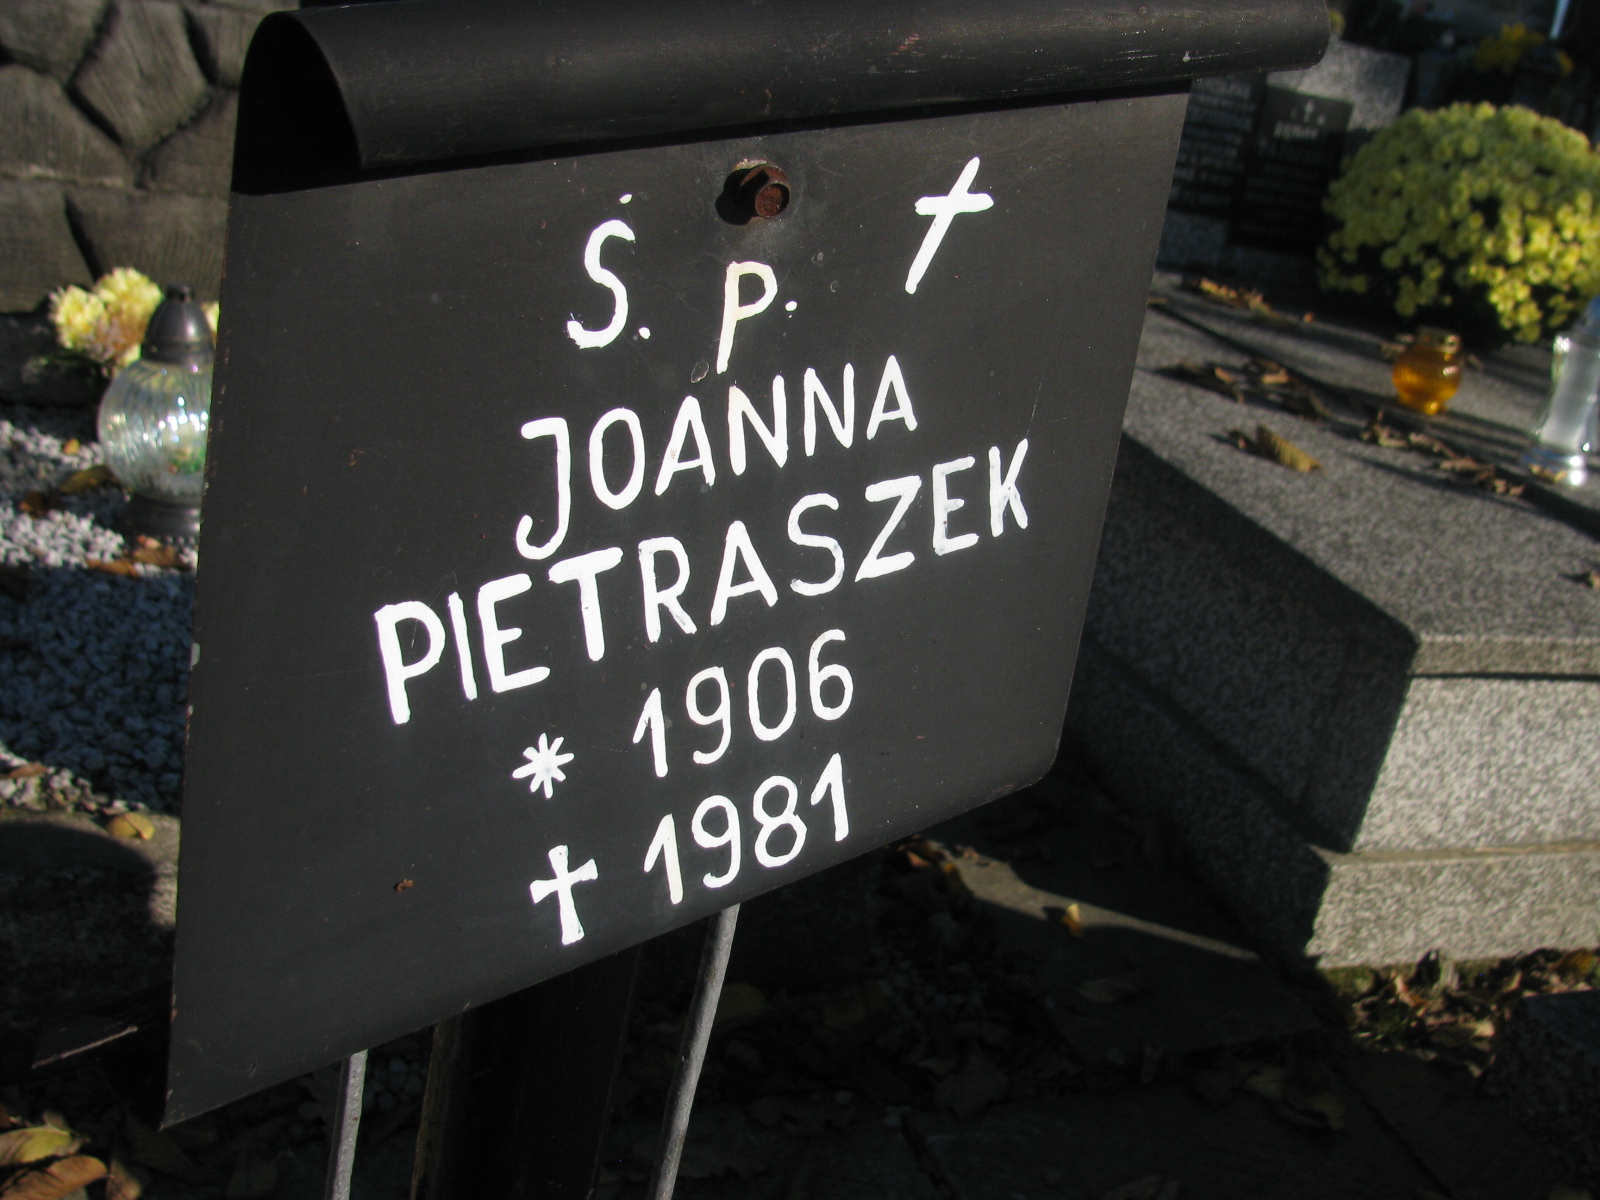 Ś. p. †
JOANNA
PIETRASZEK
* 1906
† 1981